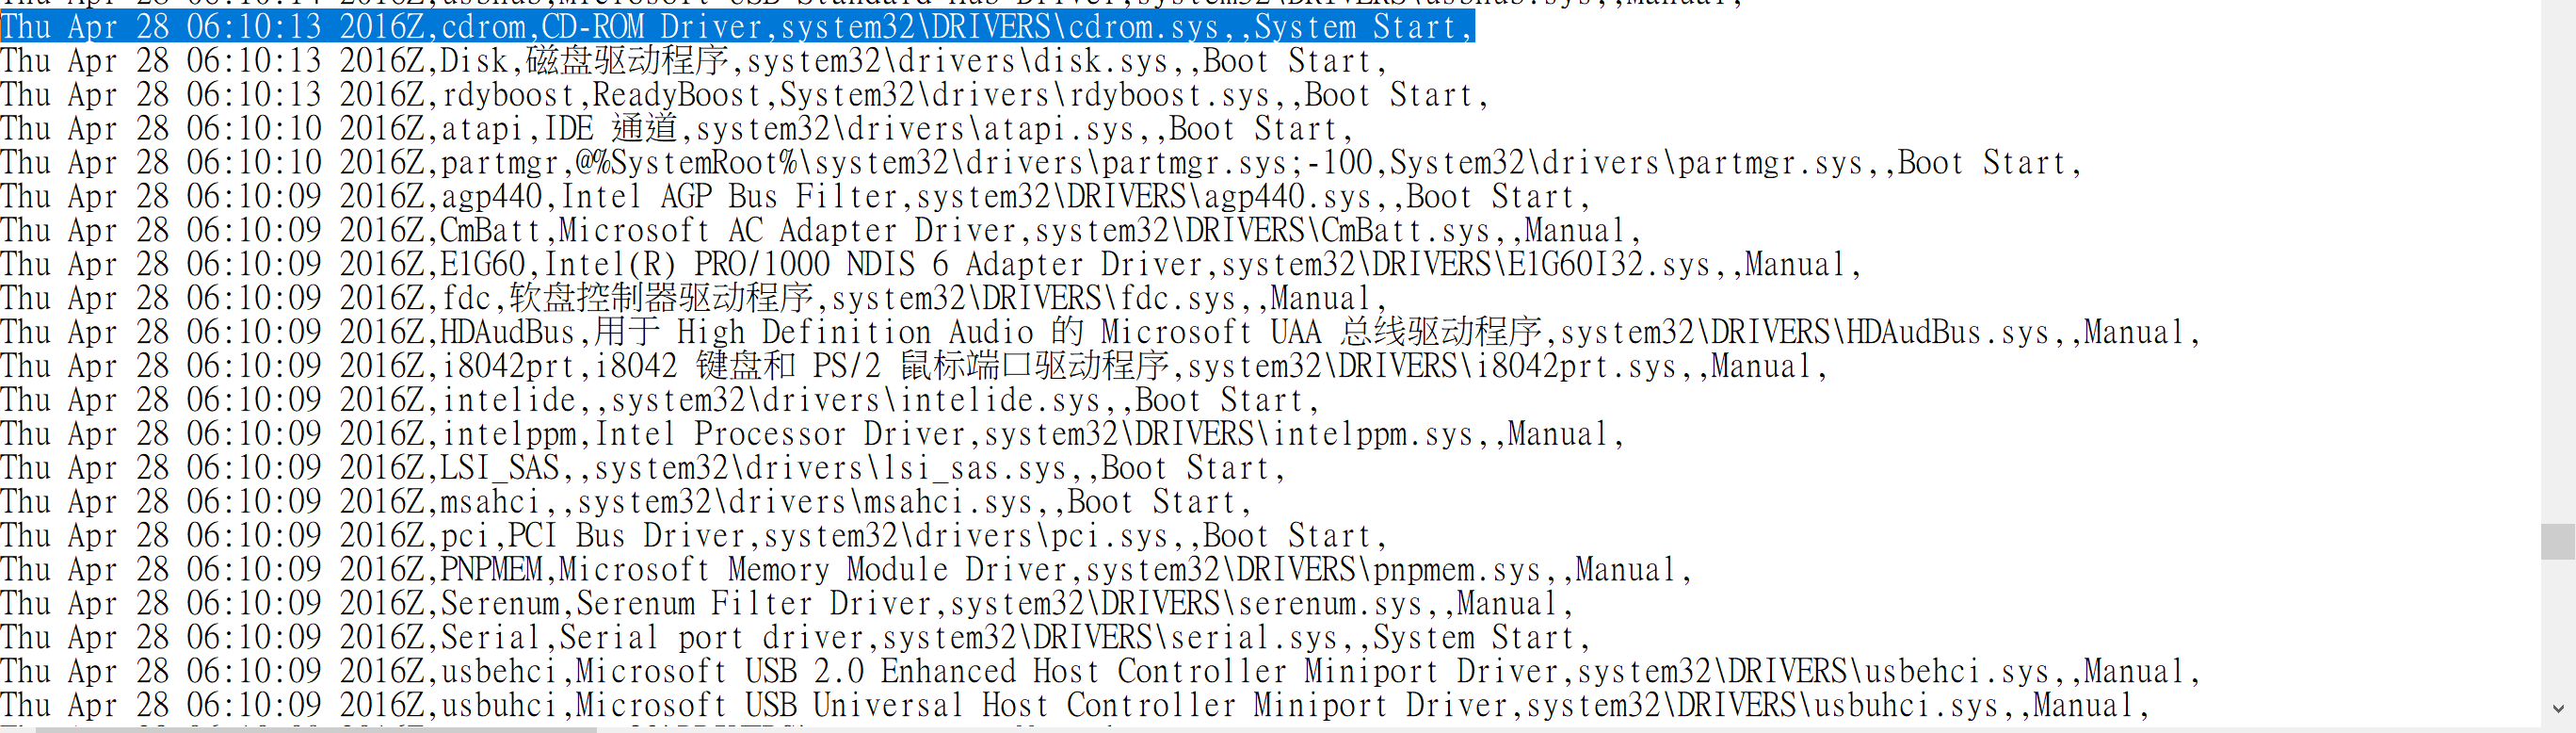 Thu Apr 28 06:10:13 2016Z,cdrom,CD-ROM Driver,system32\DRIVERS\cdrom.sys,,System Start,
Thu Apr 28 06:10:13 2016Z,Disk,磁盘驱动程序,system32\drivers\disk.sys,,Boot Start,
Thu Apr 28 06:10:13 2016Z,rdyboost,ReadyBoost,System32\drivers\rdyboost.sys,,Boot Start,
Thu Apr 28 06:10:10 2016Z,atapi,IDE 通道,system32\drivers\atapi.sys,,Boot Start,
Thu Apr 28 06:10:10 2016Z,partmgr,@%SystemRoot%\system32\drivers\partmgr.sys;-100,System32\drivers\partmgr.sys,,Boot Start,
Thu Apr 28 06:10:09 2016Z,agp440,Intel AGP Bus Filter,system32\DRIVERS\agp440.sys,,Boot Start,
Thu Apr 28 06:10:09 2016Z,CmBatt,Microsoft AC Adapter Driver,system32\DRIVERS\CmBatt.sys,,Manual,
Thu Apr 28 06:10:09 2016Z,E1G60,Intel(R) PRO/1000 NDIS 6 Adapter Driver,system32\DRIVERS\E1G60I32.sys,,Manual,
Thu Apr 28 06:10:09 2016Z,fdc,软盘控制器驱动程序,system32\DRIVERS\fdc.sys,,Manual,
Thu Apr 28 06:10:09 2016Z,HDAudBus,用于 High Definition Audio 的 Microsoft UAA 总线驱动程序,system32\DRIVERS\HDAudBus.sys,,Manual,
Thu Apr 28 06:10:09 2016Z,i8042prt,i8042 键盘和 PS/2 鼠标端口驱动程序,system32\DRIVERS\i8042prt.sys,,Manual,
Thu Apr 28 06:10:09 2016Z,intelide,,system32\drivers\intelide.sys,,Boot Start,
Thu Apr 28 06:10:09 2016Z,intelppm,Intel Processor Driver,system32\DRIVERS\intelppm.sys,,Manual,
Thu Apr 28 06:10:09 2016Z,LSI_SAS,,system32\drivers\lsi_sas.sys,,Boot Start,
Thu Apr 28 06:10:09 2016Z,msahci,,system32\drivers\msahci.sys,,Boot Start,
Thu Apr 28 06:10:09 2016Z,pci,PCI Bus Driver,system32\drivers\pci.sys,,Boot Start,
Thu Apr 28 06:10:09 2016Z,PNPMEM,Microsoft Memory Module Driver,system32\DRIVERS\pnpmem.sys,,Manual,
Thu Apr 28 06:10:09 2016Z,Serenum,Serenum Filter Driver,system32\DRIVERS\serenum.sys,,Manual,
Thu Apr 28 06:10:09 2016Z,Serial,Serial port driver,system32\DRIVERS\serial.sys,,System Start,
Thu Apr 28 06:10:09 2016Z,usbehci,Microsoft USB 2.0 Enhanced Host Controller Miniport Driver,system32\DRIVERS\usbehci.sys,,Manual,
Thu Apr 28 06:10:09 2016Z,usbuhci,Microsoft USB Universal Host Controller Miniport Driver,system32\DRIVERS\usbuhci.sys,,Manual,